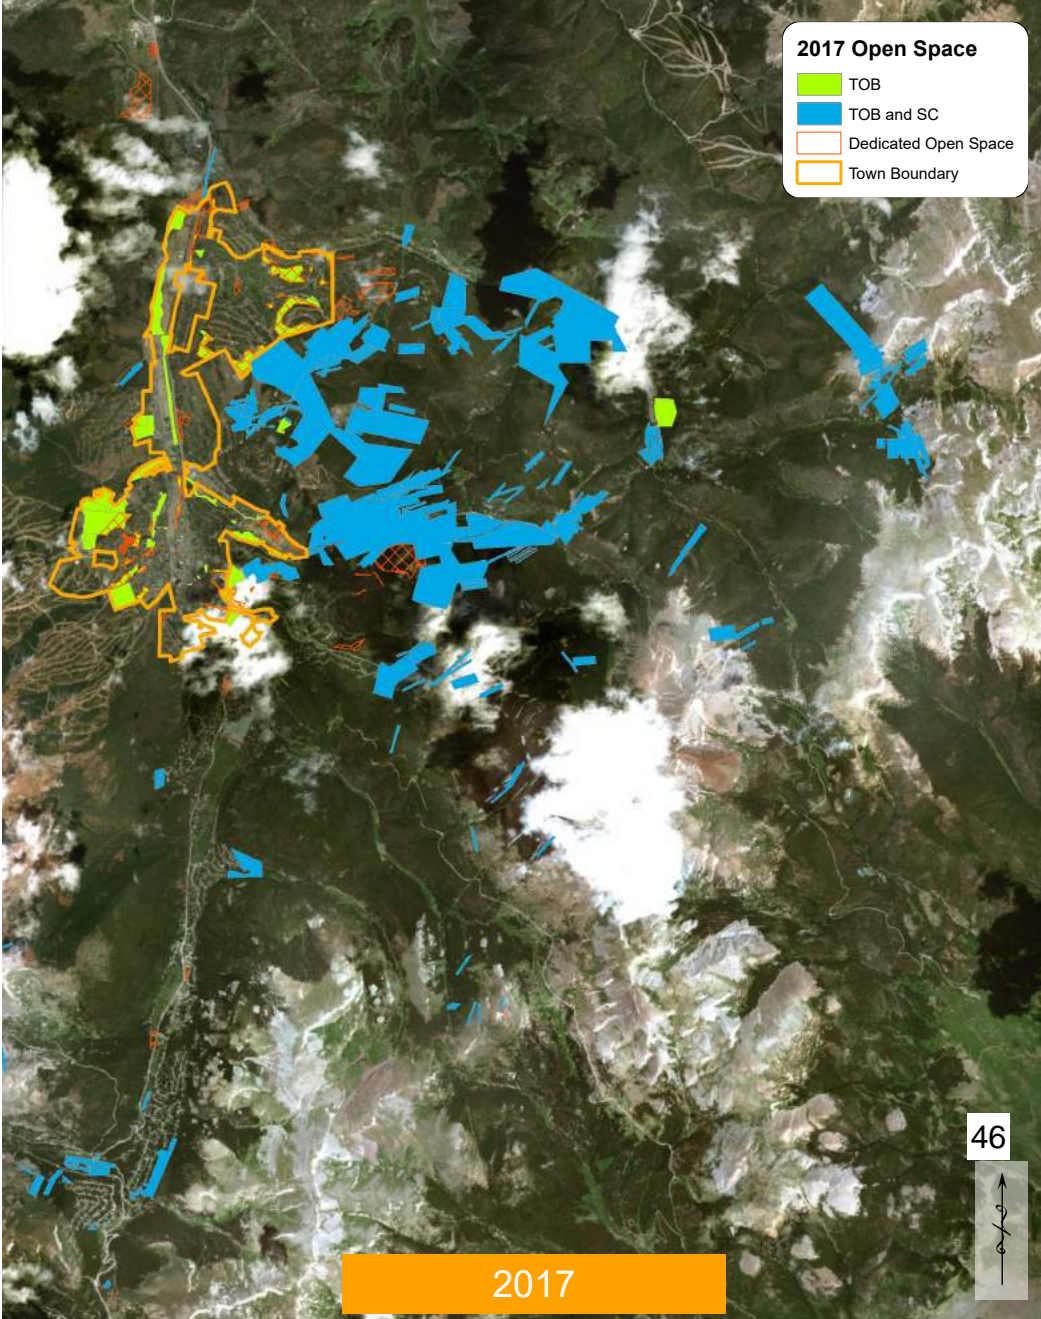 2017 Open Space
TOB
TOB and SC
Dedicated Open Space
Town Boundary
46
2017